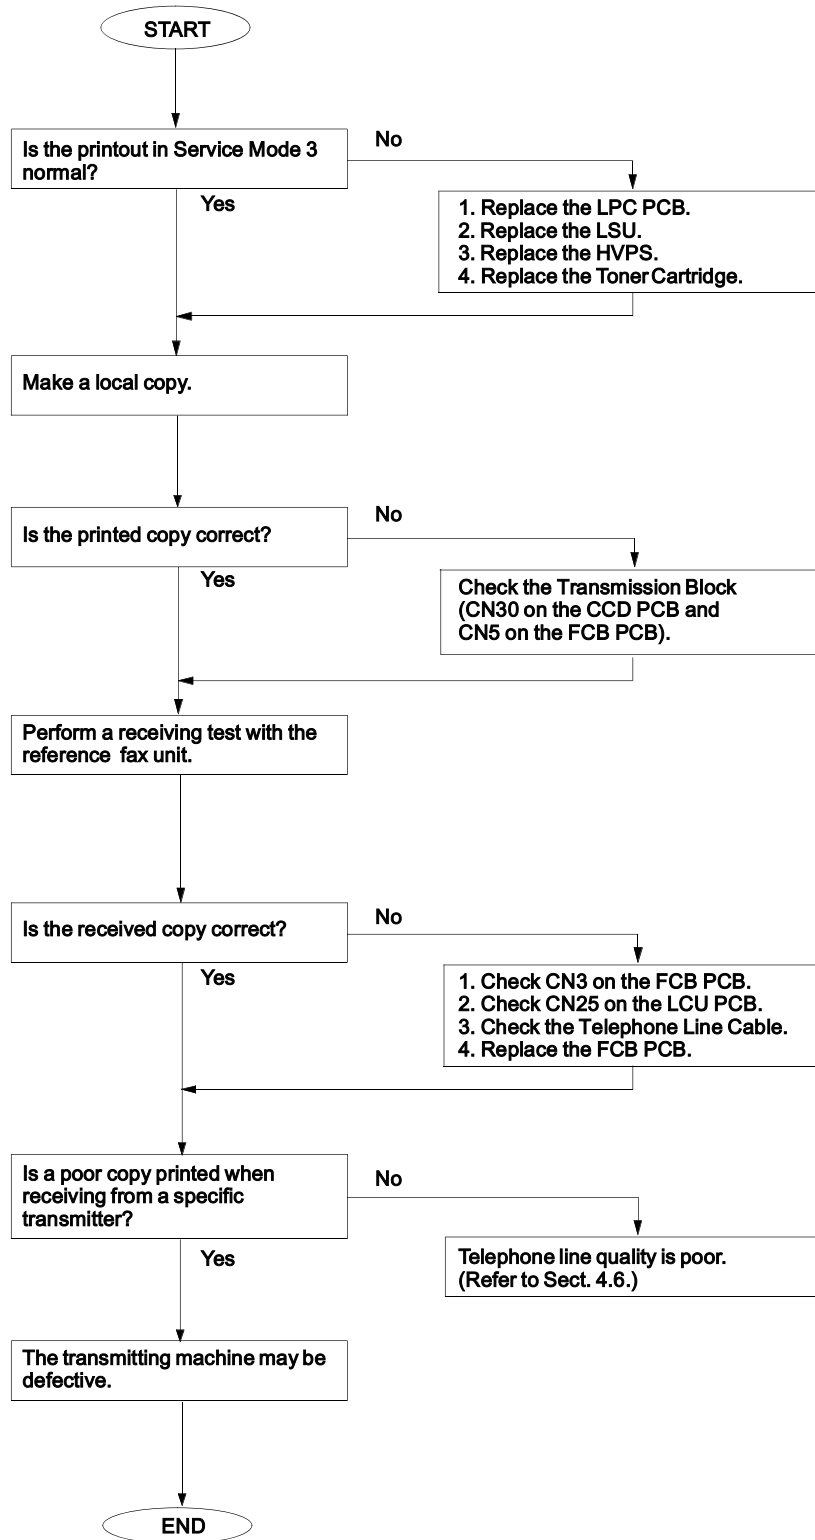 START
Is the printout in Service Mode 3
normal?
No
Yes
1. Replace the LPC PCB.
2. Replace the LSU.
3. Replace the HVPS.
4. Replace the Toner Cartridge.
Make a local copy.
Is the printed copy correct?
No
Yes
Check the Transmission Block
(CN30 on the CCD PCB and
CN5 on the FCB PCB).
Perform a receiving test with the
reference fax unit.
Is the received copy correct?
No
Yes
1. Check CN3 on the FCB PCB.
2. Check CN25 on the LCU PCB.
3. Check the Telephone Line Cable.
4. Replace the FCB PCB.
Is a poor copy printed when
receiving from a specific
transmitter?
No
Yes
Telephone line quality is poor.
(Refer to Sect. 4.6.)
The transmitting machine may be
defective.
END